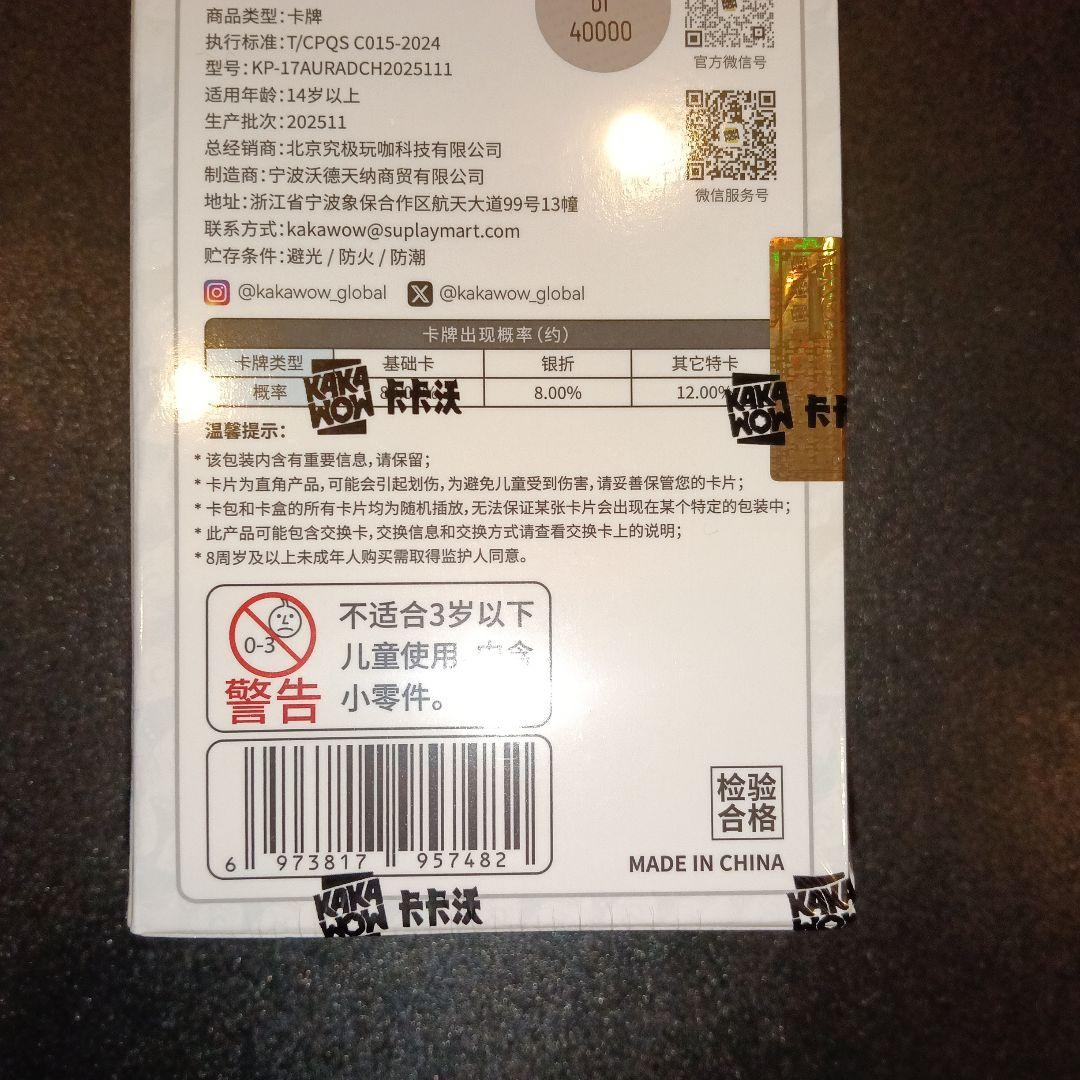 商品类型：卡牌
of
40000
执行标准：T/CPQS C015-2024
官方微信号
型号：KP-17AURADCH2025111
适用年龄：14岁以上
生产批次：202511
总经销商：北京究极玩咖科技有限公司
制造商：宁波沃德天纳商贸有限公司
微信服务号
地址：浙江省宁波象保合作区航天大道99号13幢
联系方式：kakawow@suplaymart.com
贮存条件：避光 / 防火 / 防潮
@kakawow_global @kakawow_global
卡牌出现概率（约）
卡牌类型 基础卡 银折 其它特卡
概率 8.00% 12.00%
KAKA WOW 卡卡沃
KAKA WOW 卡
温馨提示：
* 该包装内含有重要信息，请保留；
* 卡片为直角产品，可能会引起划伤，为避免儿童受到伤害，请妥善保管您的卡片；
* 卡包和卡盒的所有卡片均为随机插放，无法保证某张卡片会出现在某个特定的包装中；
* 此产品可能包含交换卡，交换信息和交换方式请查看交换卡上的说明；
* 8周岁及以上未成年人购买需取得监护人同意。
0-3
警告
不适合3岁以下
儿童使用
小零件。
6 973817 957482
检验
合格
MADE IN CHINA
KAKA WOW 卡卡沃
KAKA WOW